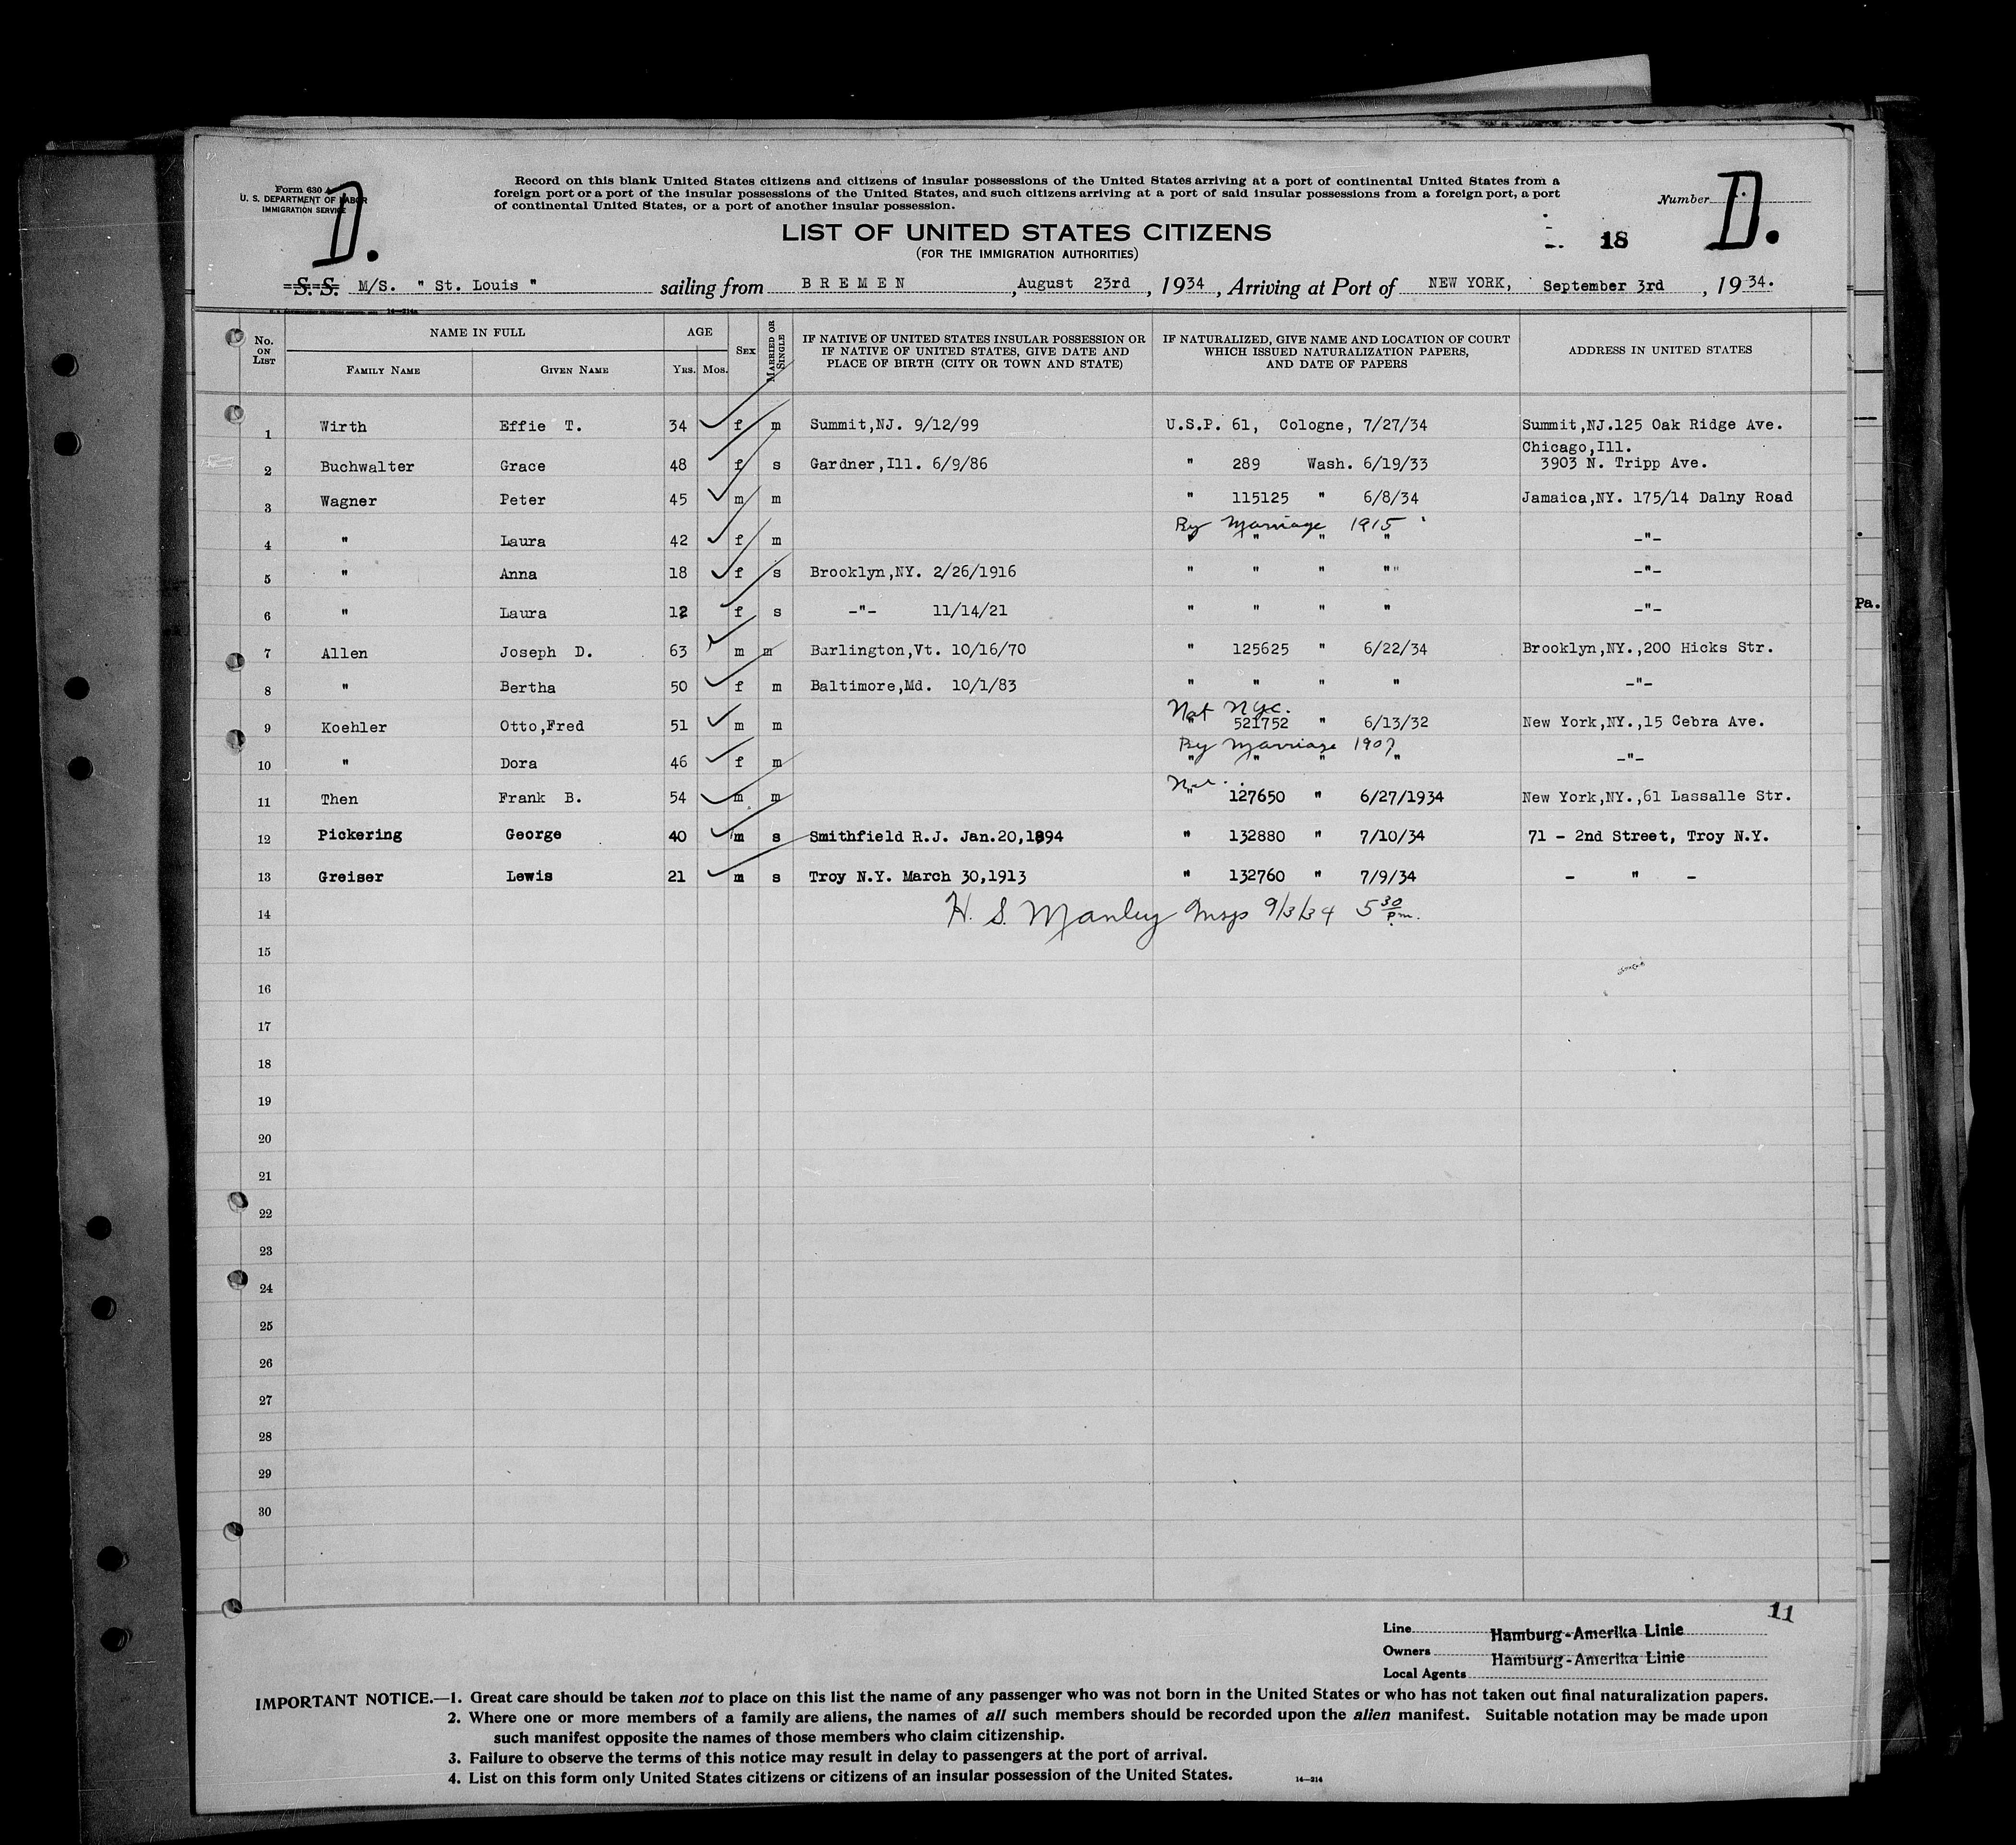 Form 630 A
U. S. DEPARTMENT OF LABOR
IMMIGRATION SERVICE
D.
Record on this blank United States citizens and citizens of insular possessions of the United States arriving at a port of continental United States from a
foreign port or a port of the insular possessions of the United States, and such citizens arriving at a port of said insular possessions from a foreign port, a port
of continental United States, or a port of another insular possession.
Number D.
LIST OF UNITED STATES CITIZENS
(FOR THE IMMIGRATION AUTHORITIES)
18
S. S. M/S. " St. Louis " sailing from BREMEN, August 23rd, 1934, Arriving at Port of NEW YORK, September 3rd, 1934.
No. ON LIST
NAME IN FULL
FAMILY NAME GIVEN NAME
AGE
YRS. MOS.
SEX
MARRIED OR SINGLE
IF NATIVE OF UNITED STATES INSULAR POSSESSION OR
IF NATIVE OF UNITED STATES, GIVE DATE AND
PLACE OF BIRTH (CITY OR TOWN AND STATE)
IF NATURALIZED, GIVE NAME AND LOCATION OF COURT
WHICH ISSUED NATURALIZATION PAPERS,
AND DATE OF PAPERS
ADDRESS IN UNITED STATES
1 Wirth Effie T. 34 f m Summit,NJ. 9/12/99 U.S.P. 61, Cologne, 7/27/34 Summit,NJ.125 Oak Ridge Ave.
Chicago,Ill.
2 Buchwalter Grace 48 f s Gardner,Ill. 6/9/86 " 289 Wash. 6/19/33 3903 N. Tripp Ave.
3 Wagner Peter 45 m m " 115125 " 6/8/34 Jamaica,NY. 175/14 Dalny Road
By Marriage 1915
4 " Laura 42 f m " " " " -"-
5 " Anna 18 f s Brooklyn,NY. 2/26/1916 " " " "" -"-
6 " Laura 12 f s -"- 11/14/21 " " " " -"-
7 Allen Joseph D. 63 m m Burlington,Vt. 10/16/70 " 125625 " 6/22/34 Brooklyn,NY.,200 Hicks Str.
8 " Bertha 50 f m Baltimore,Md. 10/1/83 " " " " -"-
Nat NYC.
9 Koehler Otto,Fred 51 m m " 521752 " 6/13/32 New York,NY.,15 Cebra Ave.
By Marriage 1907
10 " Dora 46 f m " " " " -"-
Nat.
11 Then Frank B. 54 m m " 127650 " 6/27/1934 New York,NY.,61 Lassalle Str.
12 Pickering George 40 m s Smithfield R.J. Jan.20,1894 " 132880 " 7/10/34 71 - 2nd Street, Troy N.Y.
13 Greiser Lewis 21 m s Troy N.Y. March 30,1913 " 132760 " 7/9/34 - " -
14 H. S. Manley Insp 9/3/34 5 30 pm.
15
16
17
18
19
20
21
22
23
24
25
26
27
28
29
30
Pa.
11
Line Hamburg-Amerika Linie
Owners Hamburg-Amerika Linie
Local Agents
IMPORTANT NOTICE.—1. Great care should be taken not to place on this list the name of any passenger who was not born in the United States or who has not taken out final naturalization papers.
2. Where one or more members of a family are aliens, the names of all such members should be recorded upon the alien manifest. Suitable notation may be made upon
such manifest opposite the names of those members who claim citizenship.
3. Failure to observe the terms of this notice may result in delay to passengers at the port of arrival.
4. List on this form only United States citizens or citizens of an insular possession of the United States.
14—214